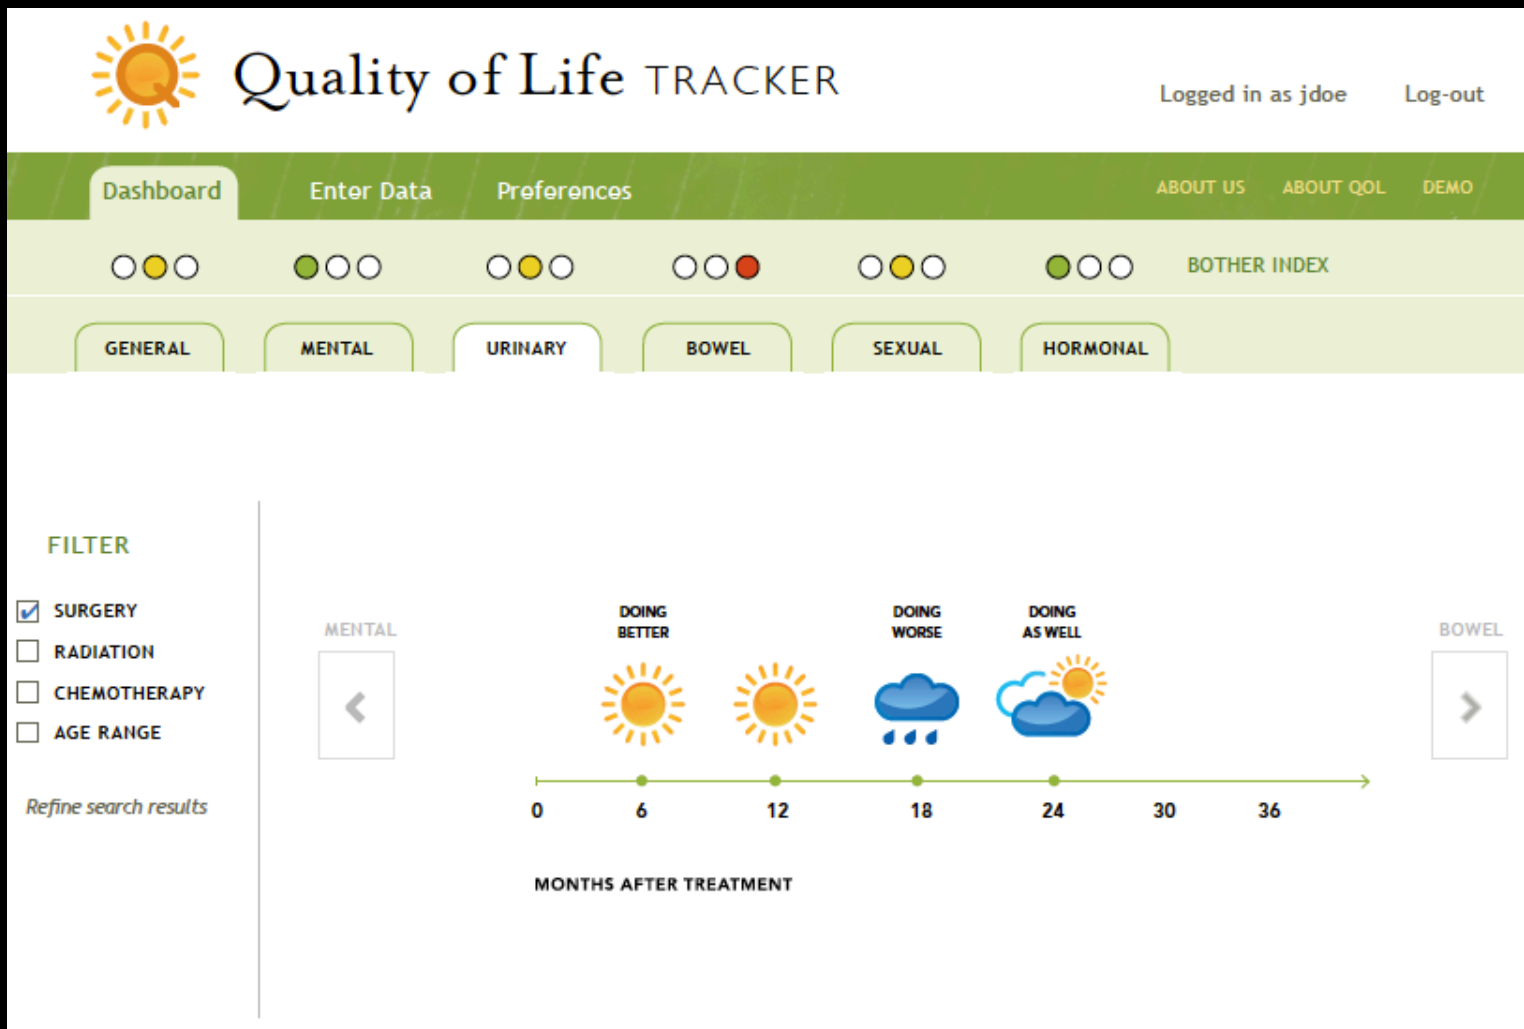 Quality of Life TRACKER
Logged in as jdoe Log-out
Dashboard Enter Data Preferences ABOUT US ABOUT QOL DEMO
BOTHER INDEX
GENERAL MENTAL URINARY BOWEL SEXUAL HORMONAL
FILTER
SURGERY
RADIATION
CHEMOTHERAPY
AGE RANGE
Refine search results
MENTAL
DOING
BETTER
DOING
WORSE
DOING
AS WELL
BOWEL
0 6 12 18 24 30 36
MONTHS AFTER TREATMENT